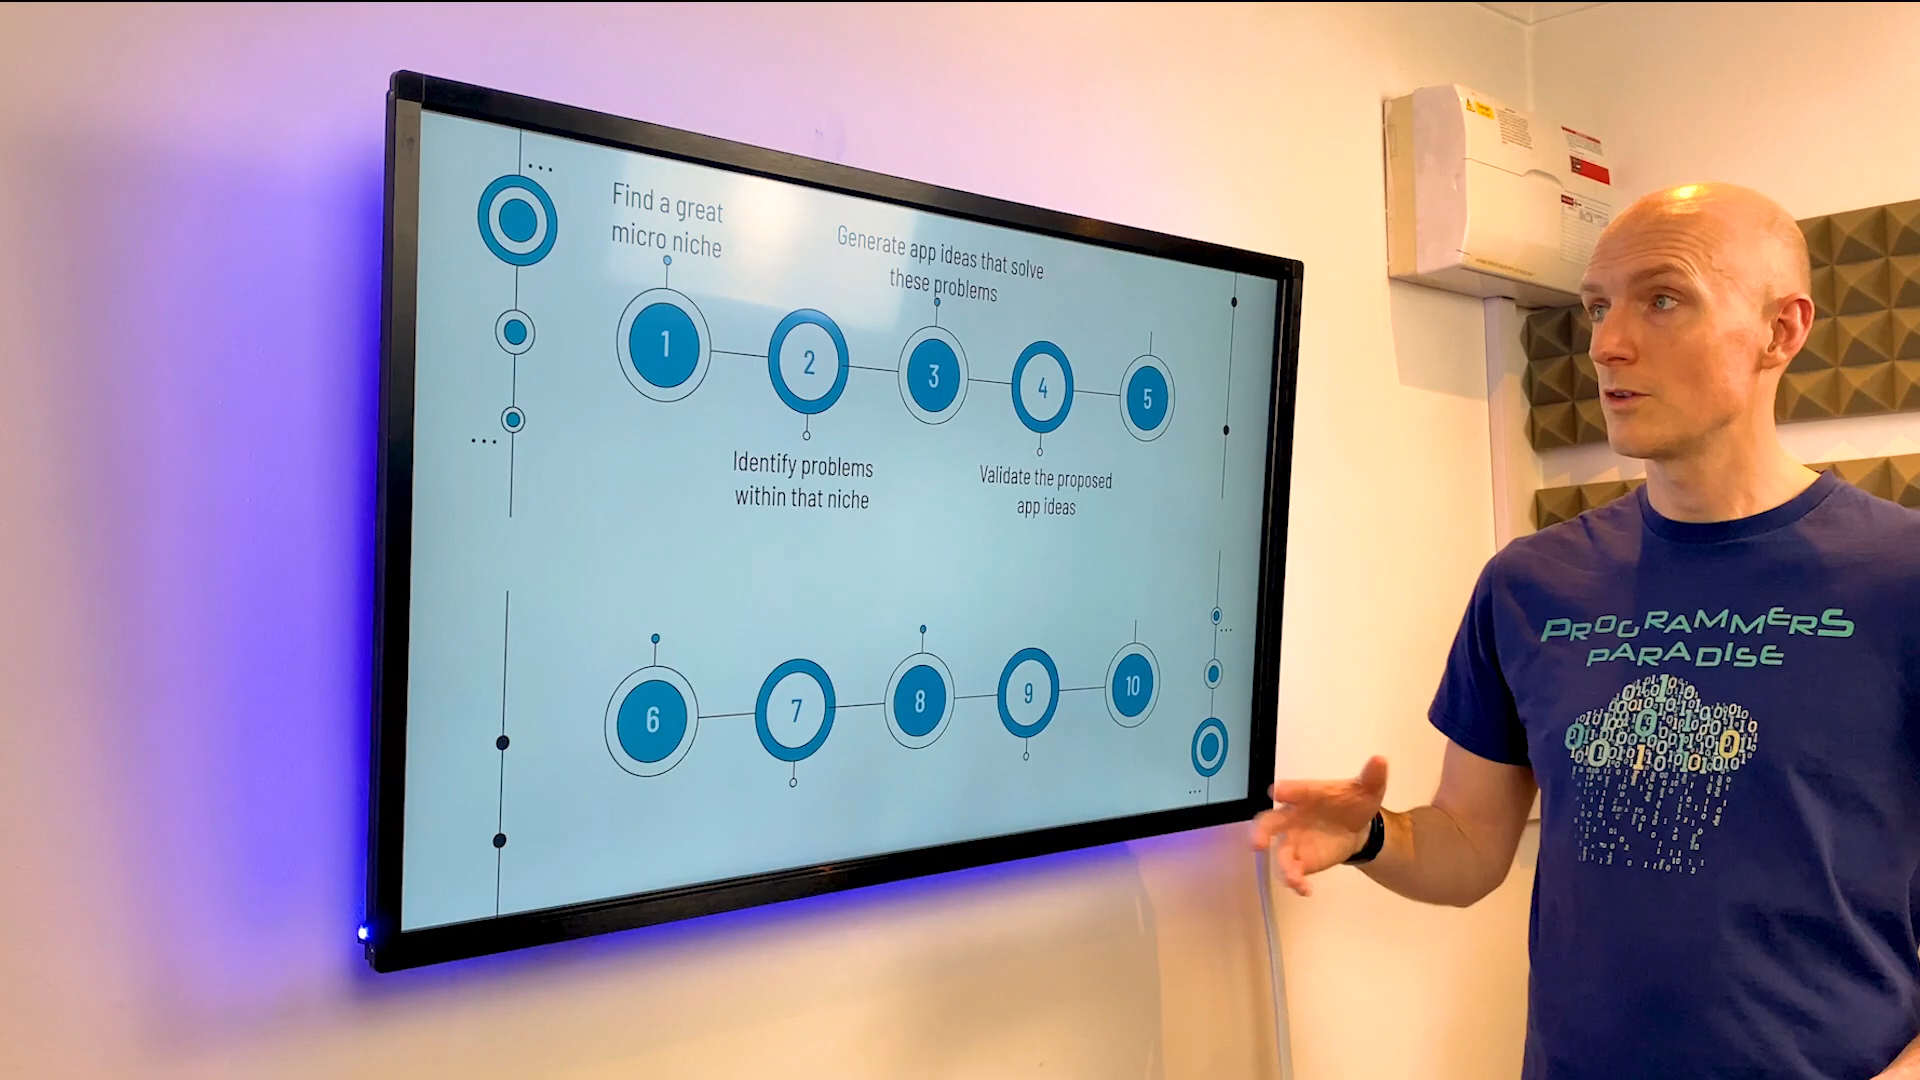 Find a great
micro niche
Generate app ideas that solve
these problems
1
2
3
4
5
Identify problems
within that niche
Validate the proposed
app ideas
6
7
8
9
10
PROGRAMMERS
PARADISE